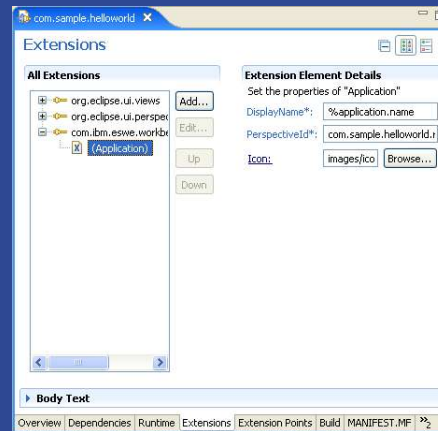 com.sample.helloworld
Extensions
All Extensions
org.eclipse.ui.views
org.eclipse.ui.perspec
com.ibm.eswe.workbe
(Application)
Add...
Edit...
Up
Down
Extension Element Details
Set the properties of "Application"
DisplayName*: %application.name
PerspectiveId*: com.sample.helloworld.r
Icon: images/ico Browse...
Body Text
Overview Dependencies Runtime Extensions Extension Points Build MANIFEST.MF »2